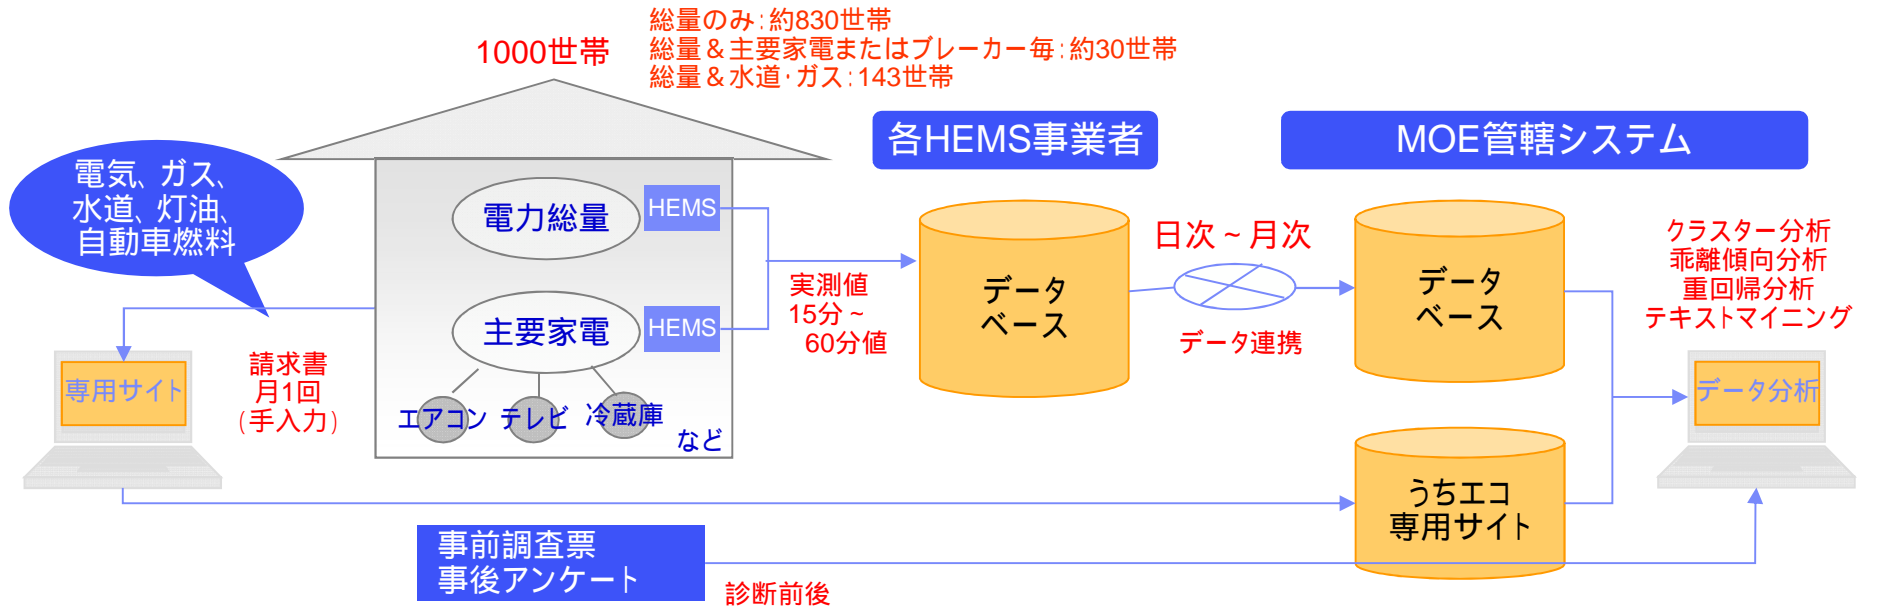 総量のみ:約830世帯
総量&主要家電またはブレーカー毎:約30世帯
総量&水道・ガス:143世帯
1000世帯
各HEMS事業者
MOE管轄システム
電気、ガス、
水道、灯油、
自動車燃料
電力総量
HEMS
主要家電
HEMS
エアコン
テレビ
冷蔵庫
など
実測値
15分~
60分値
データ
ベース
日次~月次
データ連携
データ
ベース
クラスター分析
乖離傾向分析
重回帰分析
テキストマイニング
専用サイト
請求書
月1回
(手入力)
データ分析
うちエコ
専用サイト
事前調査票
事後アンケート
診断前後